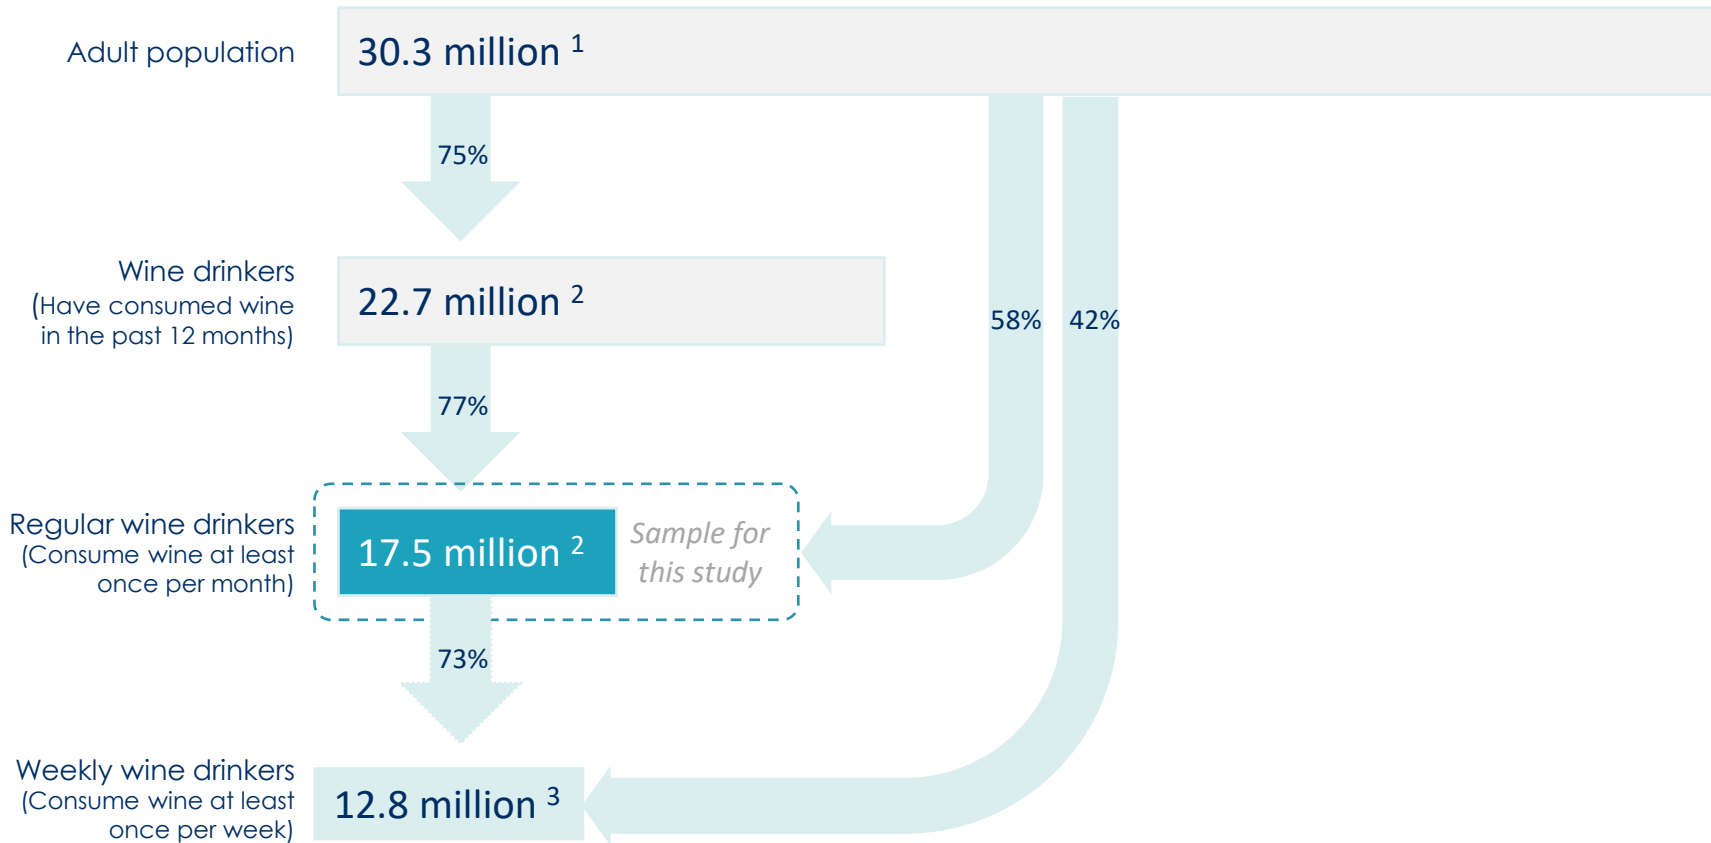 Adult population
30.3 million 1
75%
Wine drinkers
(Have consumed wine
in the past 12 months)
22.7 million 2
58%
42%
77%
Regular wine drinkers
(Consume wine at least
once per month)
17.5 million 2
Sample for
this study
73%
Weekly wine drinkers
(Consume wine at least
once per week)
12.8 million 3